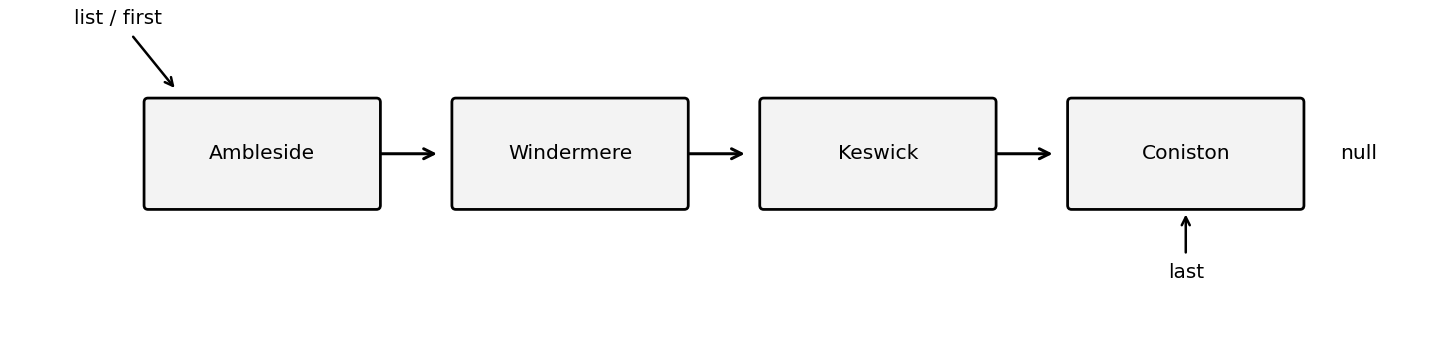 list / first
Ambleside
Windermere
Keswick
Coniston
null
last